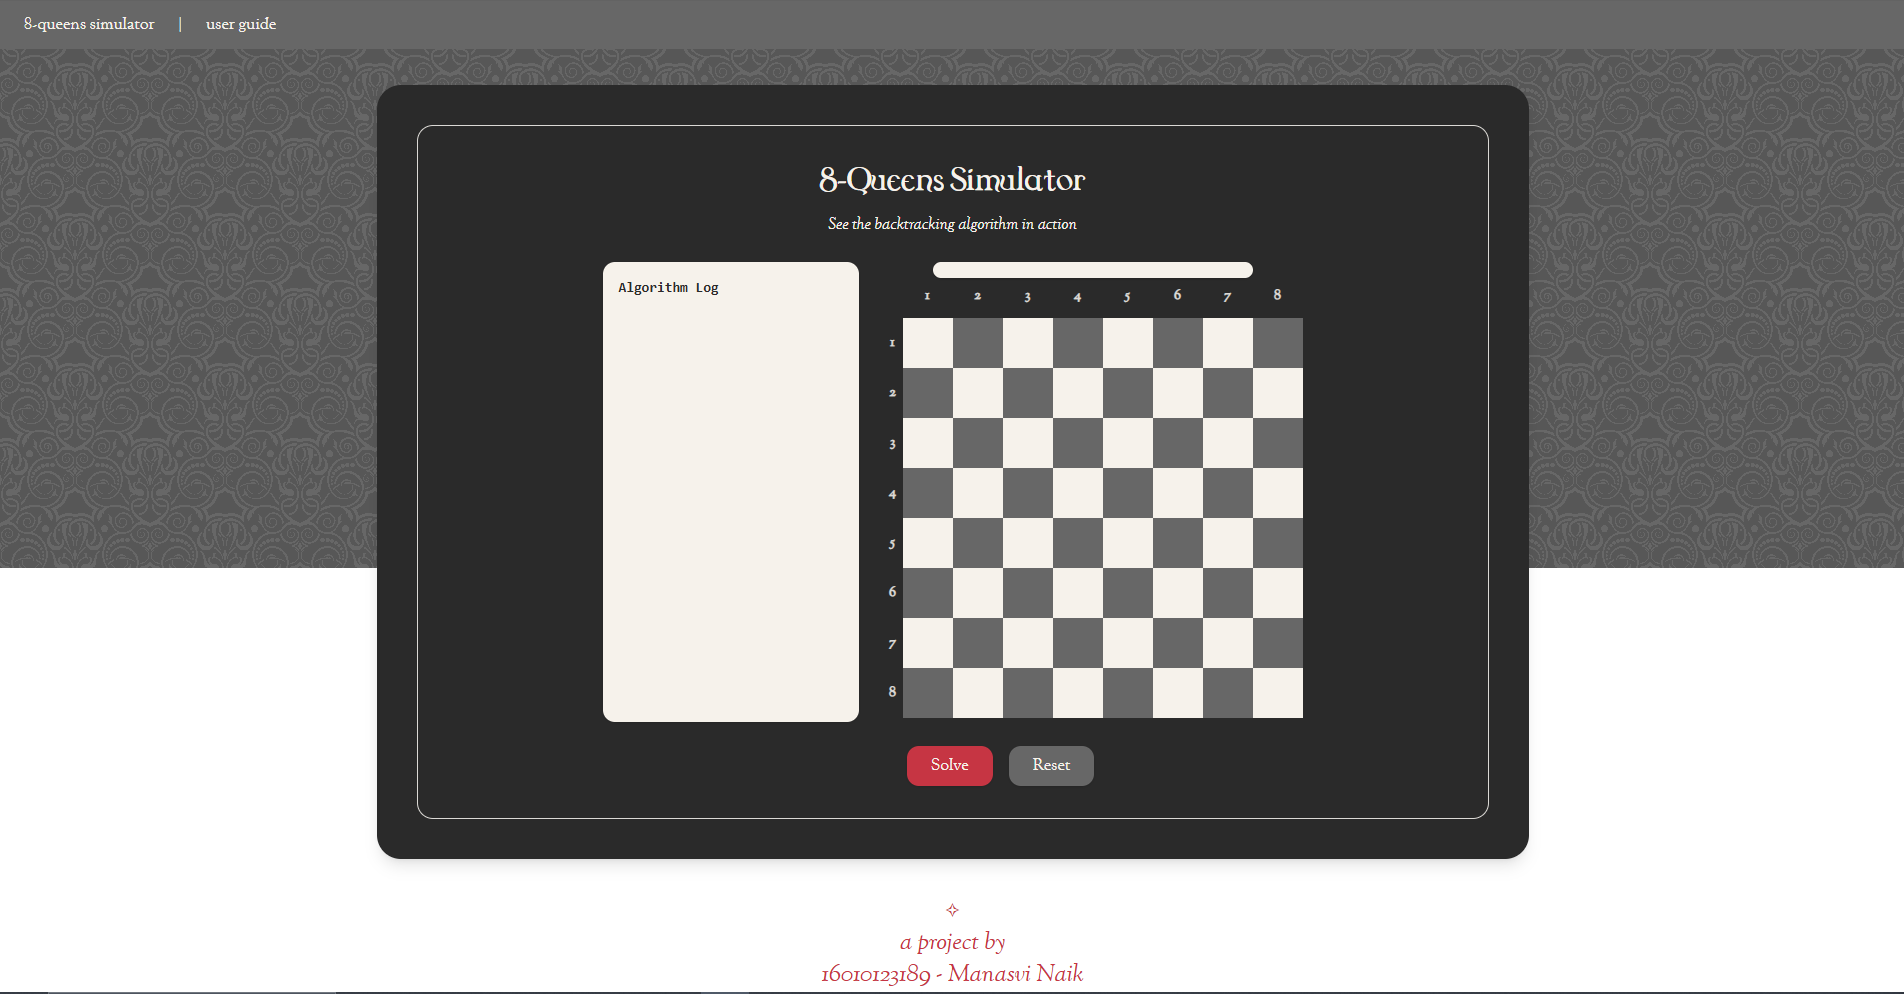 8-queens simulator | user guide
8-Queens Simulator
See the backtracking algorithm in action
Algorithm Log
1 2 3 4 5 6 7 8
1
2
3
4
5
6
7
8
Solve Reset
a project by
16010123189 - Manasvi Naik